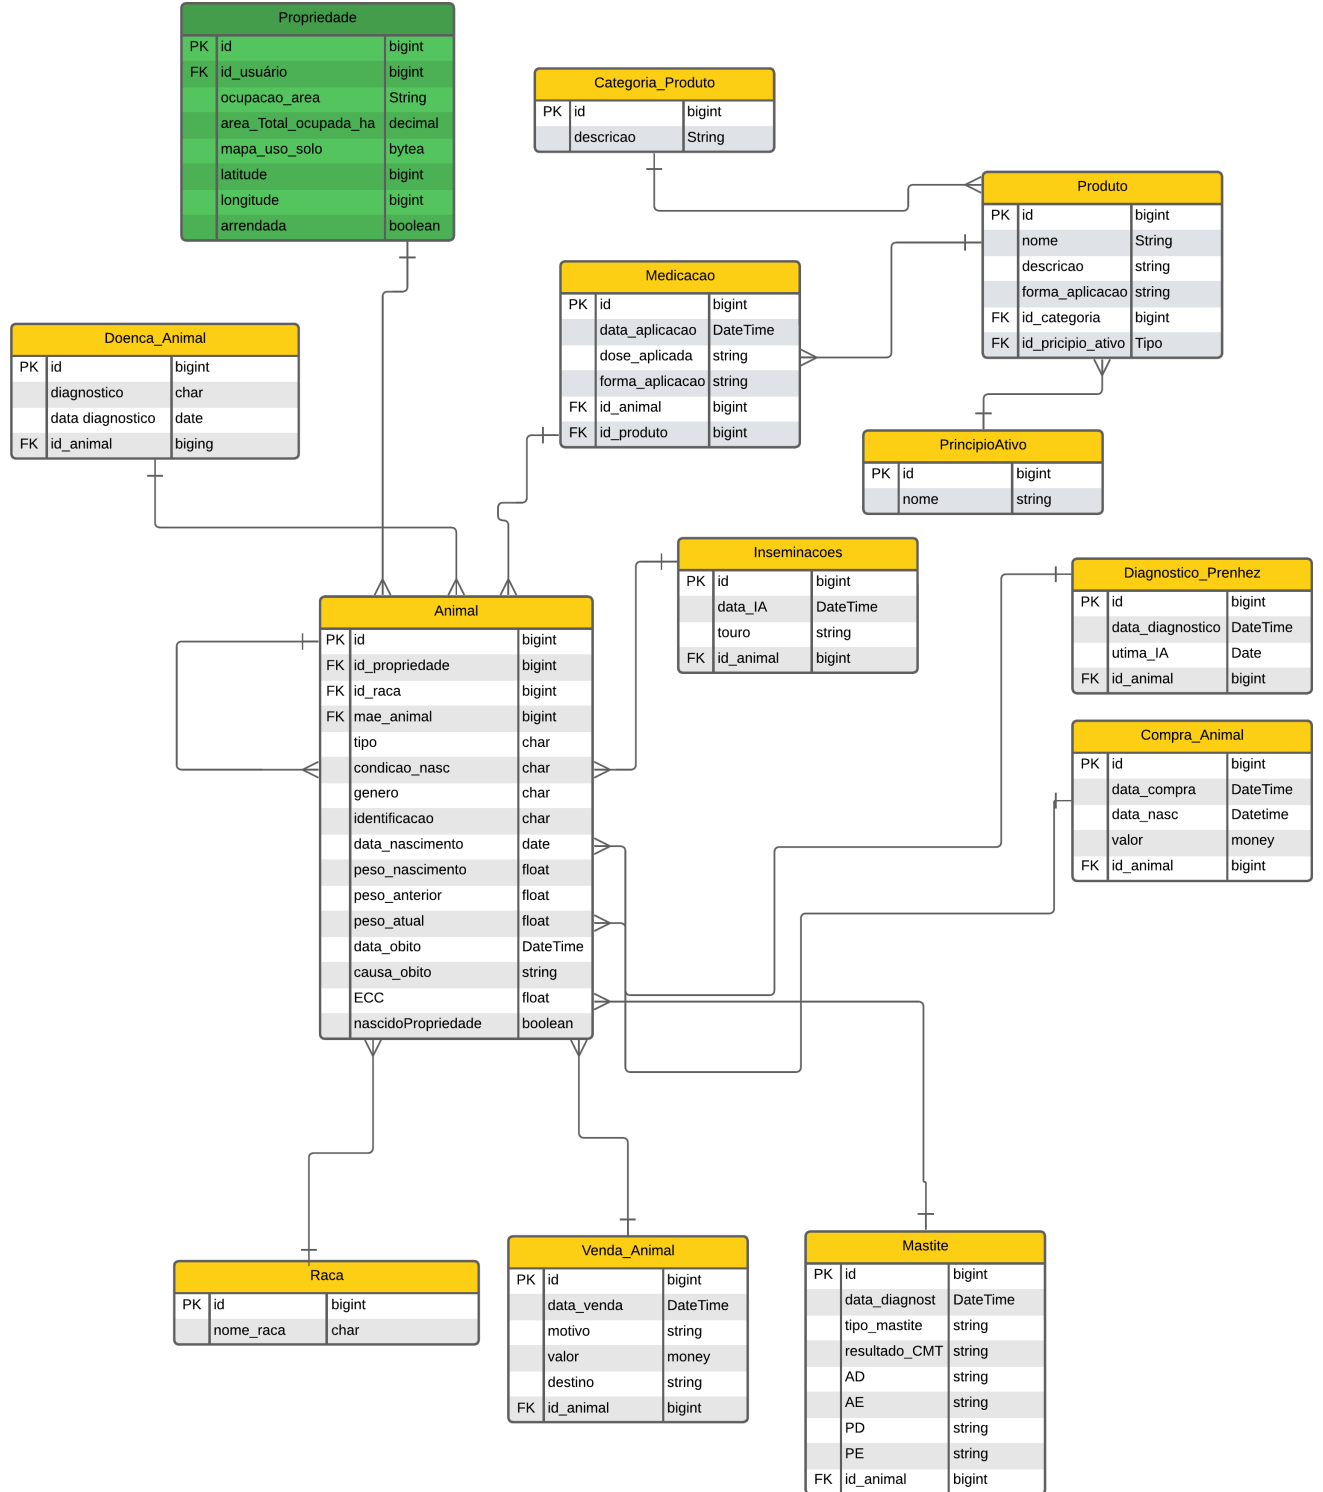 Propriedade
PK id bigint
FK id_usuário bigint
ocupacao_area String
area_Total_ocupada_ha decimal
mapa_uso_solo bytea
latitude bigint
longitude bigint
arrendada boolean
Categoria_Produto
PK id bigint
descricao String
Produto
PK id bigint
nome String
descricao string
forma_aplicacao string
FK id_categoria bigint
FK id_pricipio_ativo Tipo
Medicacao
PK id bigint
data_aplicacao DateTime
dose_aplicada string
forma_aplicacao string
FK id_animal bigint
FK id_produto bigint
Doenca_Animal
PK id bigint
diagnostico char
data diagnostico date
FK id_animal biging
PrincipioAtivo
PK id bigint
nome string
Inseminacoes
PK id bigint
data_IA DateTime
touro string
FK id_animal bigint
Diagnostico_Prenhez
PK id bigint
data_diagnostico DateTime
utima_IA Date
FK id_animal bigint
Animal
PK id bigint
FK id_propriedade bigint
FK id_raca bigint
FK mae_animal bigint
tipo char
condicao_nasc char
genero char
identificacao char
data_nascimento date
peso_nascimento float
peso_anterior float
peso_atual float
data_obito DateTime
causa_obito string
ECC float
nascidoPropriedade boolean
Compra_Animal
PK id bigint
data_compra DateTime
data_nasc Datetime
valor money
FK id_animal bigint
Raca
PK id bigint
nome_raca char
Venda_Animal
PK id bigint
data_venda DateTime
motivo string
valor money
destino string
FK id_animal bigint
Mastite
PK id bigint
data_diagnost DateTime
tipo_mastite string
resultado_CMT string
AD string
AE string
PD string
PE string
FK id_animal bigint